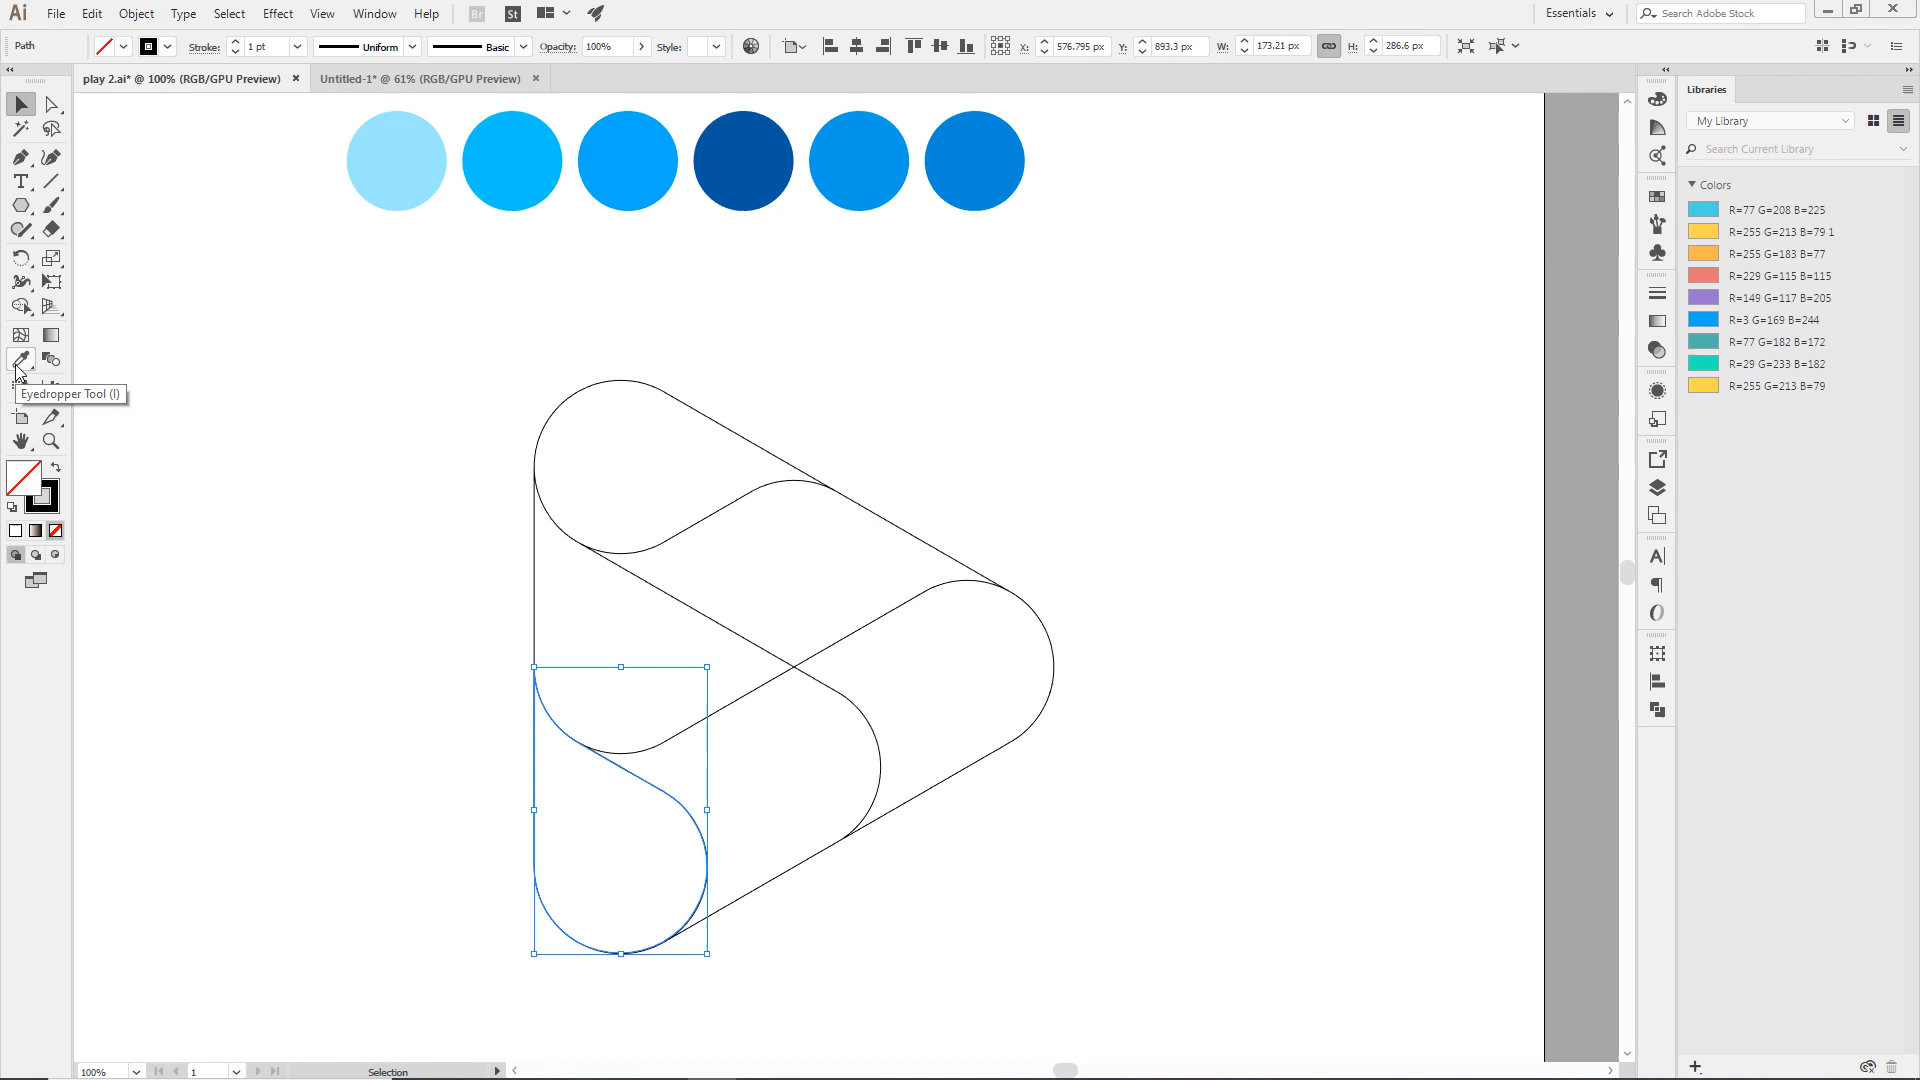 Ai File Edit Object Type Select Effect View Window Help Br St Essentials Search Adobe Stock
Path Stroke: 1 pt Uniform Basic Opacity: 100% Style: X: 576.795 px Y: 893.3 px W: 173.21 px H: 286.6 px
play 2.ai* @ 100% (RGB/GPU Preview) × Untitled-1* @ 61% (RGB/GPU Preview) ×
Libraries
My Library
Search Current Library
Colors
R=77 G=208 B=225
R=255 G=213 B=79 1
R=255 G=183 B=77
R=229 G=115 B=115
R=149 G=117 B=205
R=3 G=169 B=244
R=77 G=182 B=172
R=29 G=233 B=182
R=255 G=213 B=79
Eyedropper Tool (I)
100% 1 Selection